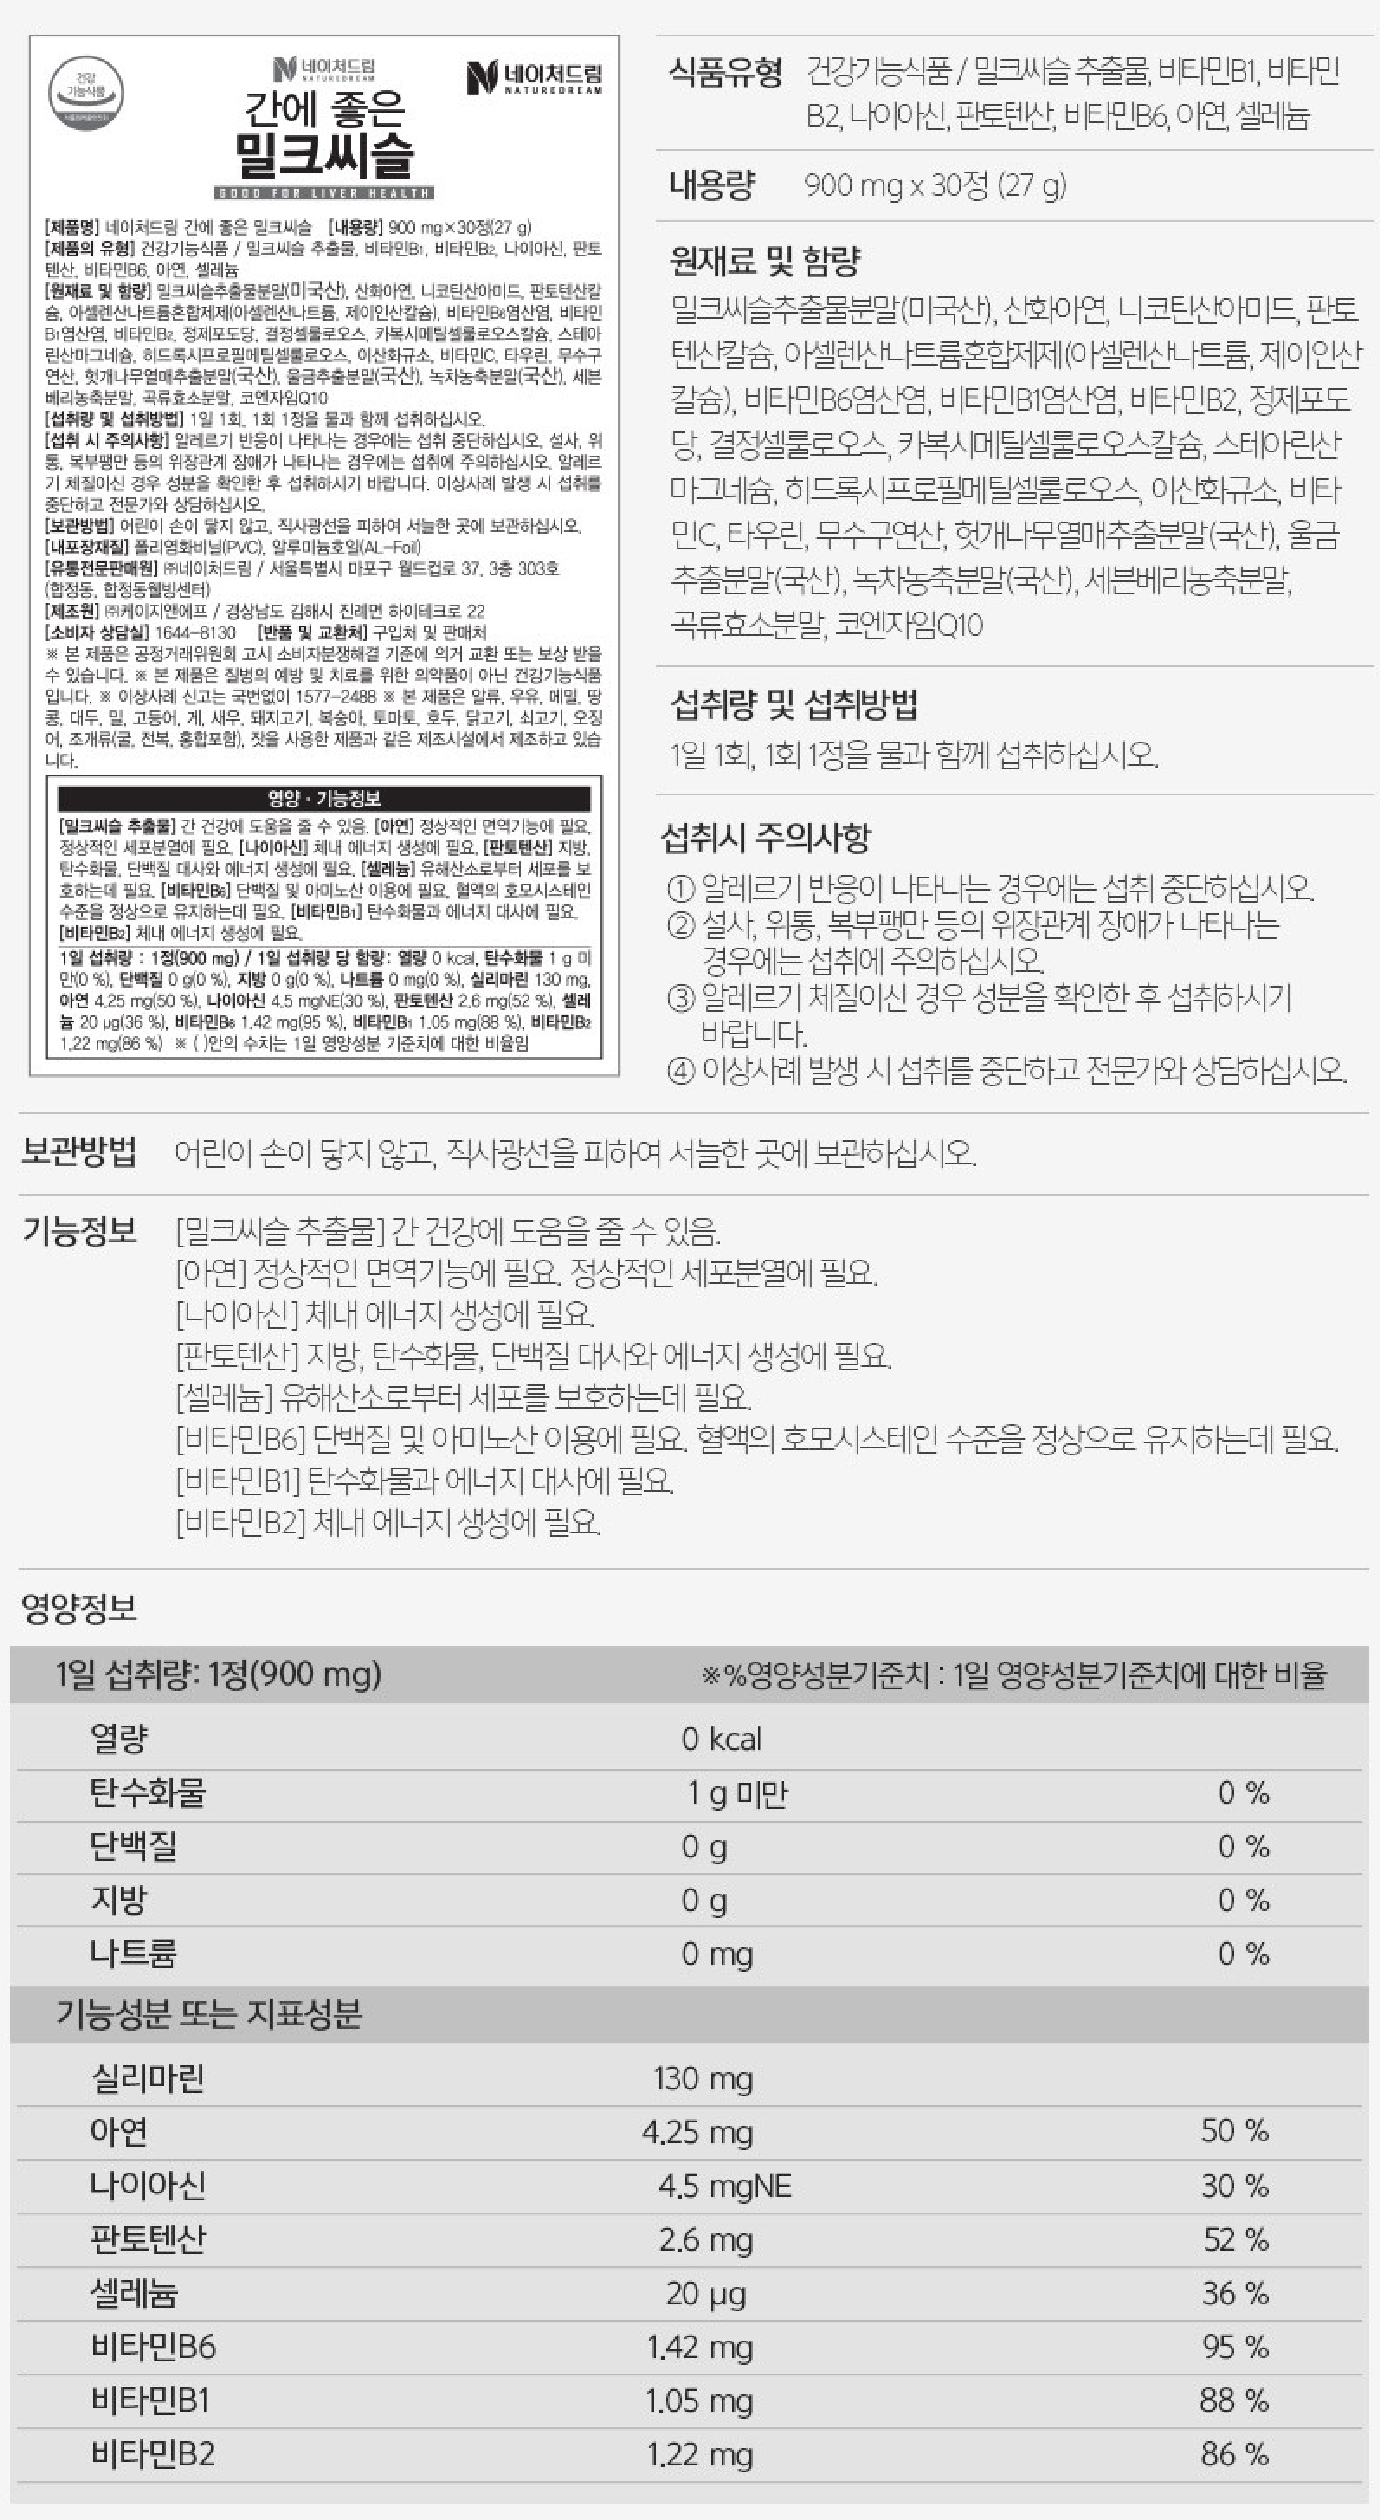 건강
기능식품
네이처드림
NATUREDREAM
네이처드림
NATUREDREAM
간에 좋은
밀크씨슬
GOOD FOR LIVER HEALTH
[제품명] 네이처드림 간에 좋은 밀크씨슬 [내용량] 900 mg×30정(27 g)
[제품의 유형] 건강기능식품 / 밀크씨슬 추출물, 비타민B1, 비타민B2, 나이아신, 판토
텐산, 비타민B6, 아연, 셀레늄
[원재료 및 함량] 밀크씨슬추출물분말(미국산), 산화아연, 니코틴산아미드, 판토텐산칼
슘, 아셀렌산나트륨혼합제제(아셀렌산나트륨, 제이인산칼슘), 비타민B6염산염, 비타민
B1염산염, 비타민B2, 정제포도당, 결정셀룰로오스, 카복시메틸셀룰로오스칼슘, 스테아
린산마그네슘, 히드록시프로필메틸셀룰로오스, 이산화규소, 비타민C, 타우린, 무수구
연산, 헛개나무열매추출분말(국산), 울금추출분말(국산), 녹차농축분말(국산), 세븐
베리농축분말, 곡류효소분말, 코엔자임Q10
[섭취량 및 섭취방법] 1일 1회, 1회 1정을 물과 함께 섭취하십시오.
[섭취 시 주의사항] 알레르기 반응이 나타나는 경우에는 섭취 중단하십시오. 설사, 위
통, 복부팽만 등의 위장관계 장애가 나타나는 경우에는 섭취에 주의하십시오. 알레르
기 체질이신 경우 성분을 확인한 후 섭취하시기 바랍니다. 이상사례 발생 시 섭취를
중단하고 전문가와 상담하십시오.
[보관방법] 어린이 손이 닿지 않고, 직사광선을 피하여 서늘한 곳에 보관하십시오.
[내포장재질] 폴리염화비닐(PVC), 알루미늄호일(AL-Foil)
[유통전문판매원] ㈜네이처드림 / 서울특별시 마포구 월드컵로 37, 3층 303호
(합정동, 합정동웰빙센터)
[제조원] ㈜케이지앤에프 / 경상남도 김해시 진례면 하이테크로 22
[소비자 상담실] 1644-8130 [반품 및 교환처] 구입처 및 판매처
※ 본 제품은 공정거래위원회 고시 소비자분쟁해결 기준에 의거 교환 또는 보상 받을
수 있습니다. ※ 본 제품은 질병의 예방 및 치료를 위한 의약품이 아닌 건강기능식품
입니다. ※ 이상사례 신고는 국번없이 1577-2488 ※ 본 제품은 알류, 우유, 메밀, 땅
콩, 대두, 밀, 고등어, 게, 새우, 돼지고기, 복숭아, 토마토, 호두, 닭고기, 쇠고기, 오징
어, 조개류(굴, 전복, 홍합포함), 잣을 사용한 제품과 같은 제조시설에서 제조하고 있습
니다.
영양 · 기능정보
[밀크씨슬 추출물] 간 건강에 도움을 줄 수 있음. [아연] 정상적인 면역기능에 필요,
정상적인 세포분열에 필요. [나이아신] 체내 에너지 생성에 필요. [판토텐산] 지방,
탄수화물, 단백질 대사와 에너지 생성에 필요. [셀레늄] 유해산소로부터 세포를 보
호하는데 필요. [비타민B6] 단백질 및 아미노산 이용에 필요. 혈액의 호모시스테인
수준을 정상으로 유지하는데 필요. [비타민B1] 탄수화물과 에너지 대사에 필요.
[비타민B2] 체내 에너지 생성에 필요.
1일 섭취량 : 1정(900 mg) / 1일 섭취량 당 함량: 열량 0 kcal, 탄수화물 1 g 미
만(0 %), 단백질 0 g(0 %), 지방 0 g(0 %), 나트륨 0 mg(0 %), 실리마린 130 mg,
아연 4.25 mg(50 %), 나이아신 4.5 mgNE(30 %), 판토텐산 2.6 mg(52 %), 셀레
늄 20 μg(36 %), 비타민B6 1.42 mg(95 %), 비타민B1 1.05 mg(88 %), 비타민B2
1.22 mg(86 %) ※ ( )안의 수치는 1일 영양성분 기준치에 대한 비율임
식품유형 건강기능식품 / 밀크씨슬 추출물, 비타민B1, 비타민
B2, 나이아신, 판토텐산, 비타민B6, 아연, 셀레늄
내용량 900 mg x 30정 (27 g)
원재료 및 함량
밀크씨슬추출물분말(미국산), 산화아연, 니코틴산아미드, 판토
텐산칼슘, 아셀렌산나트륨혼합제제(아셀렌산나트륨, 제이인산
칼슘), 비타민B6염산염, 비타민B1염산염, 비타민B2, 정제포도
당, 결정셀룰로오스, 카복시메틸셀룰로오스칼슘, 스테아린산
마그네슘, 히드록시프로필메틸셀룰로오스, 이산화규소, 비타
민C, 타우린, 무수구연산, 헛개나무열매추출분말(국산), 울금
추출분말(국산), 녹차농축분말(국산), 세븐베리농축분말,
곡류효소분말, 코엔자임Q10
섭취량 및 섭취방법
1일 1회, 1회 1정을 물과 함께 섭취하십시오.
섭취시 주의사항
① 알레르기 반응이 나타나는 경우에는 섭취 중단하십시오.
② 설사, 위통, 복부팽만 등의 위장관계 장애가 나타나는
경우에는 섭취에 주의하십시오.
③ 알레르기 체질이신 경우 성분을 확인한 후 섭취하시기
바랍니다.
④ 이상사례 발생 시 섭취를 중단하고 전문가와 상담하십시오.
보관방법 어린이 손이 닿지 않고, 직사광선을 피하여 서늘한 곳에 보관하십시오.
기능정보 [밀크씨슬 추출물] 간 건강에 도움을 줄 수 있음.
[아연] 정상적인 면역기능에 필요. 정상적인 세포분열에 필요.
[나이아신] 체내 에너지 생성에 필요.
[판토텐산] 지방, 탄수화물, 단백질 대사와 에너지 생성에 필요.
[셀레늄] 유해산소로부터 세포를 보호하는데 필요.
[비타민B6] 단백질 및 아미노산 이용에 필요. 혈액의 호모시스테인 수준을 정상으로 유지하는데 필요.
[비타민B1] 탄수화물과 에너지 대사에 필요.
[비타민B2] 체내 에너지 생성에 필요.
영양정보
1일 섭취량: 1정(900 mg) ※%영양성분기준치 : 1일 영양성분기준치에 대한 비율
열량 0 kcal
탄수화물 1 g 미만 0 %
단백질 0 g 0 %
지방 0 g 0 %
나트륨 0 mg 0 %
기능성분 또는 지표성분
실리마린 130 mg
아연 4.25 mg 50 %
나이아신 4.5 mgNE 30 %
판토텐산 2.6 mg 52 %
셀레늄 20 μg 36 %
비타민B6 1.42 mg 95 %
비타민B1 1.05 mg 88 %
비타민B2 1.22 mg 86 %